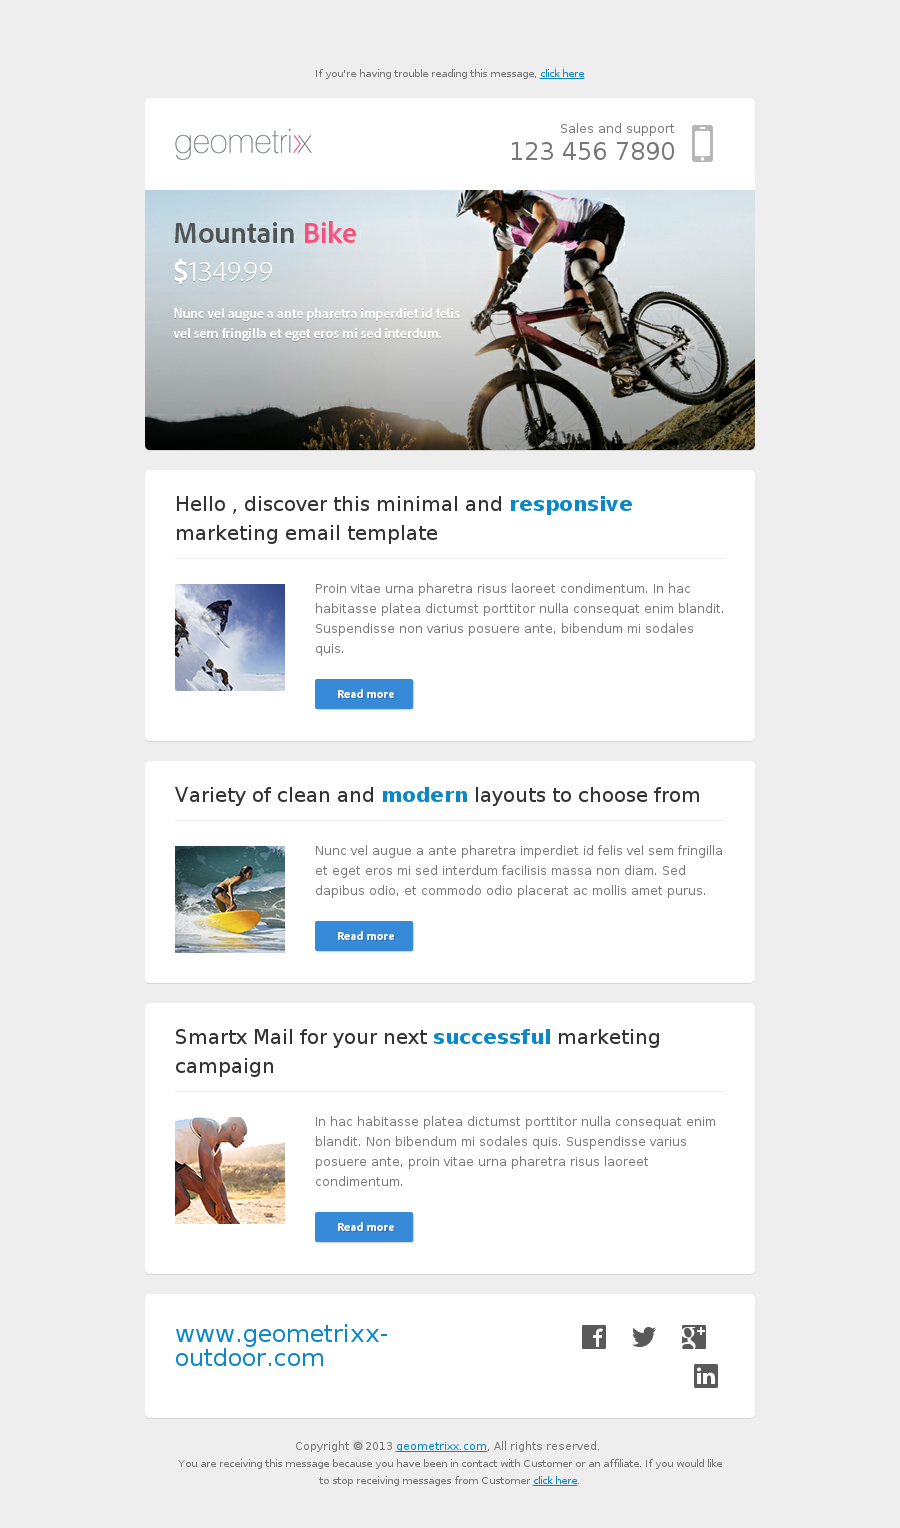 If you're having trouble reading this message, click here
geometrixx
Sales and support
123 456 7890
Mountain Bike
$1349.99
Nunc vel augue a ante pharetra imperdiet id felis
vel sem fringilla et eget eros mi sed interdum.
Hello , discover this minimal and responsive
marketing email template
Proin vitae urna pharetra risus laoreet condimentum. In hac
habitasse platea dictumst porttitor nulla consequat enim blandit.
Suspendisse non varius posuere ante, bibendum mi sodales
quis.
Read more
Variety of clean and modern layouts to choose from
Nunc vel augue a ante pharetra imperdiet id felis vel sem fringilla
et eget eros mi sed interdum facilisis massa non diam. Sed
dapibus odio, et commodo odio placerat ac mollis amet purus.
Read more
Smartx Mail for your next successful marketing
campaign
In hac habitasse platea dictumst porttitor nulla consequat enim
blandit. Non bibendum mi sodales quis. Suspendisse varius
posuere ante, proin vitae urna pharetra risus laoreet
condimentum.
Read more
www.geometrixx-
outdoor.com
Copyright © 2013 geometrixx.com, All rights reserved.
You are receiving this message because you have been in contact with Customer or an affiliate. If you would like
to stop receiving messages from Customer click here.